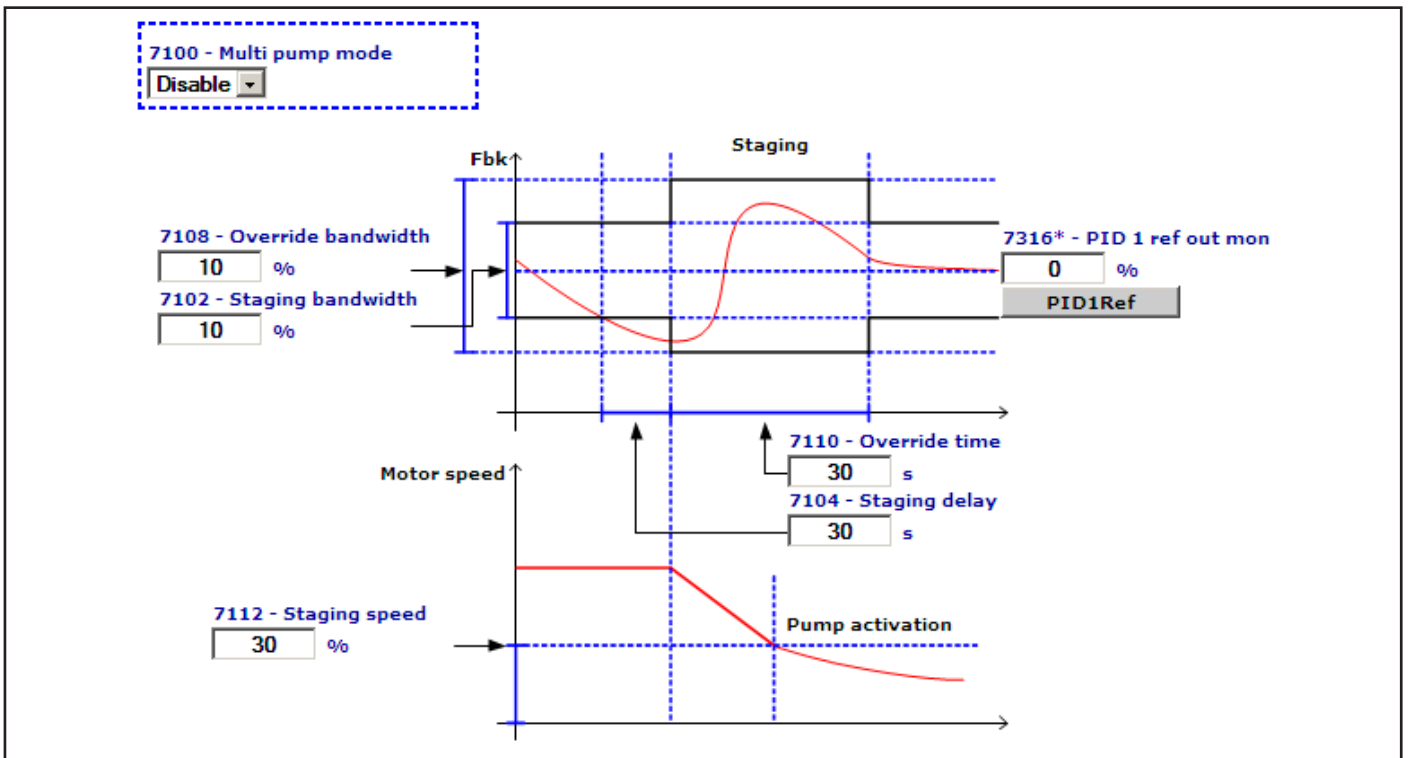 7100 - Multi pump mode
Disable
Staging
Fbk
7108 - Override bandwidth
10 %
7102 - Staging bandwidth
10 %
7316* - PID 1 ref out mon
0 %
PID1Ref
7110 - Override time
30 s
7104 - Staging delay
30 s
Motor speed
7112 - Staging speed
30 %
Pump activation